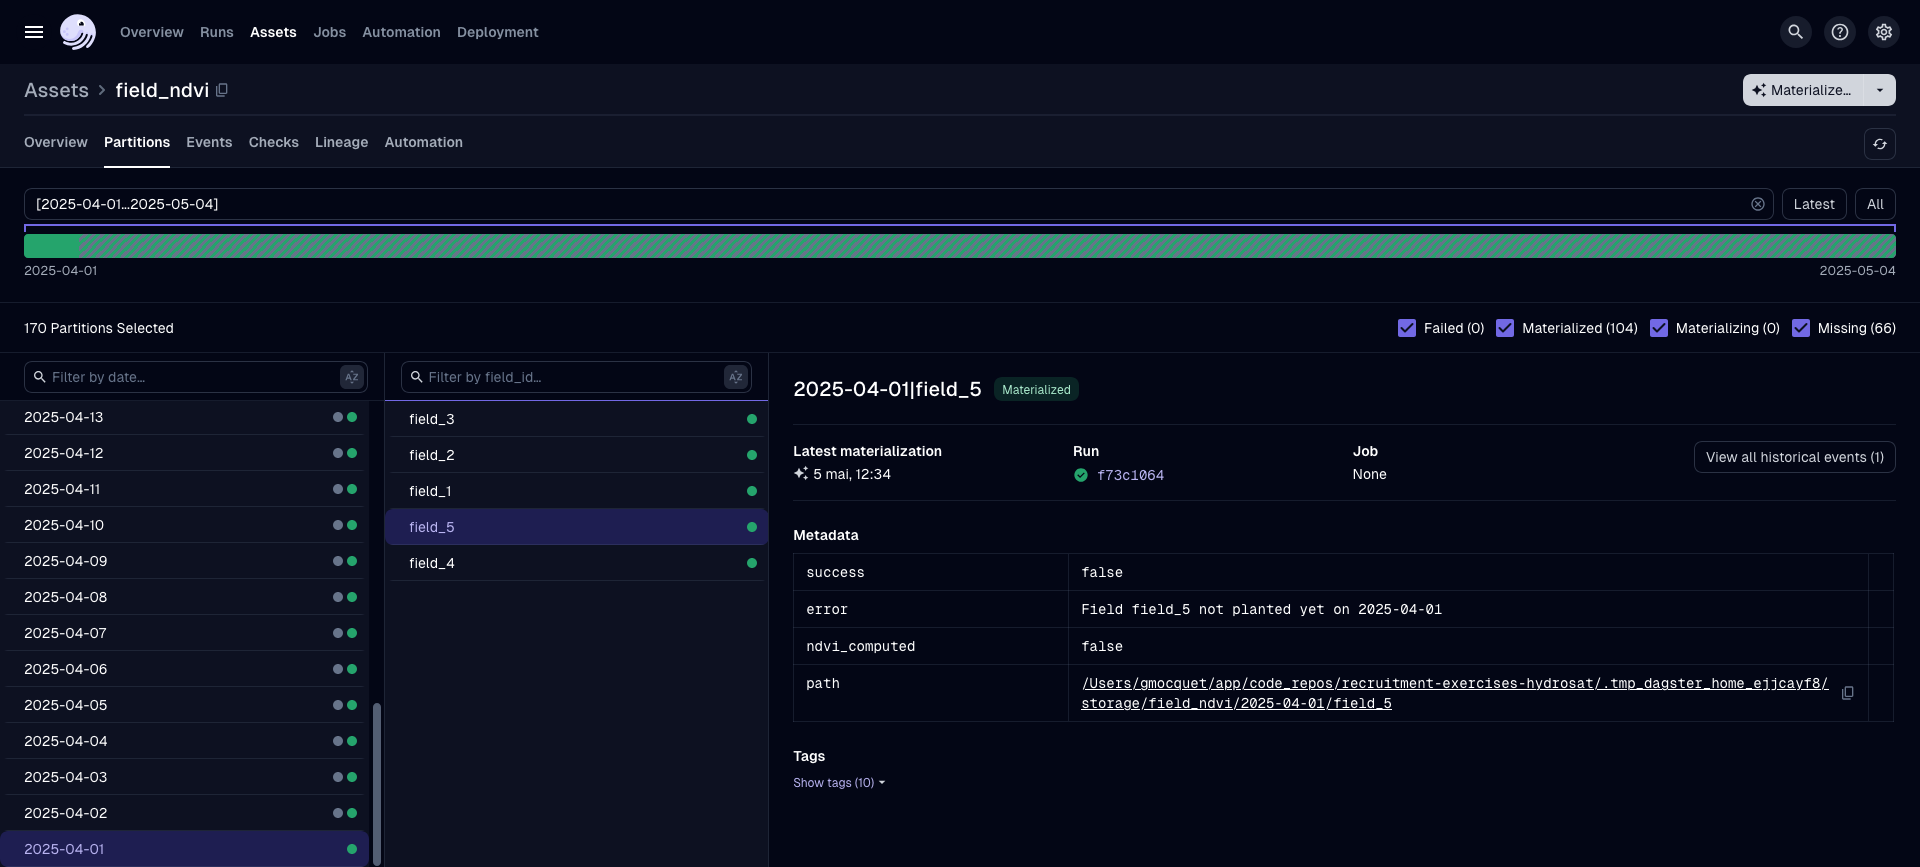 Overview Runs Assets Jobs Automation Deployment
Assets > field_ndvi
Materialize...
Overview Partitions Events Checks Lineage Automation
[2025-04-01...2025-05-04]
Latest
All
2025-04-01
2025-05-04
170 Partitions Selected
Failed (0) Materialized (104) Materializing (0) Missing (66)
Filter by date...
AZ
2025-04-13
2025-04-12
2025-04-11
2025-04-10
2025-04-09
2025-04-08
2025-04-07
2025-04-06
2025-04-05
2025-04-04
2025-04-03
2025-04-02
2025-04-01
Filter by field_id...
AZ
field_3
field_2
field_1
field_5
field_4
2025-04-01|field_5 Materialized
Latest materialization
5 mai, 12:34
Run
f73c1064
Job
None
View all historical events (1)
Metadata
success false
error Field field_5 not planted yet on 2025-04-01
ndvi_computed false
path /Users/gmocquet/app/code_repos/recruitment-exercises-hydrosat/.tmp_dagster_home_ejjcayf8/
storage/field_ndvi/2025-04-01/field_5
Tags
Show tags (10)